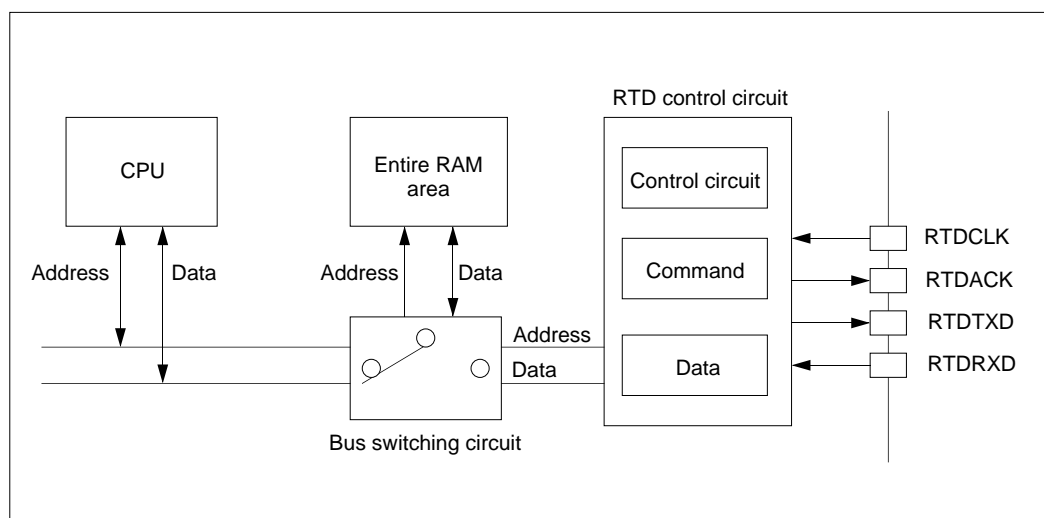 RTD control circuit
CPU
Entire RAM
area
Control circuit
Command
Data
RTDCLK
RTDACK
RTDTXD
RTDRXD
Address
Data
Address
Data
Address
Data
Bus switching circuit